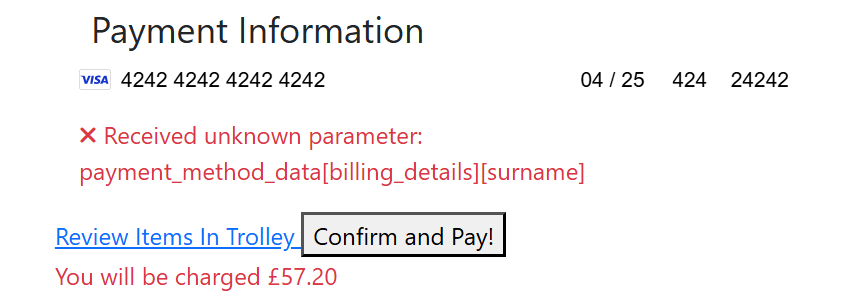 Payment Information
VISA 4242 4242 4242 4242 04 / 25 424 24242
× Received unknown parameter:
payment_method_data[billing_details][surname]
Review Items In Trolley Confirm and Pay!
You will be charged £57.20